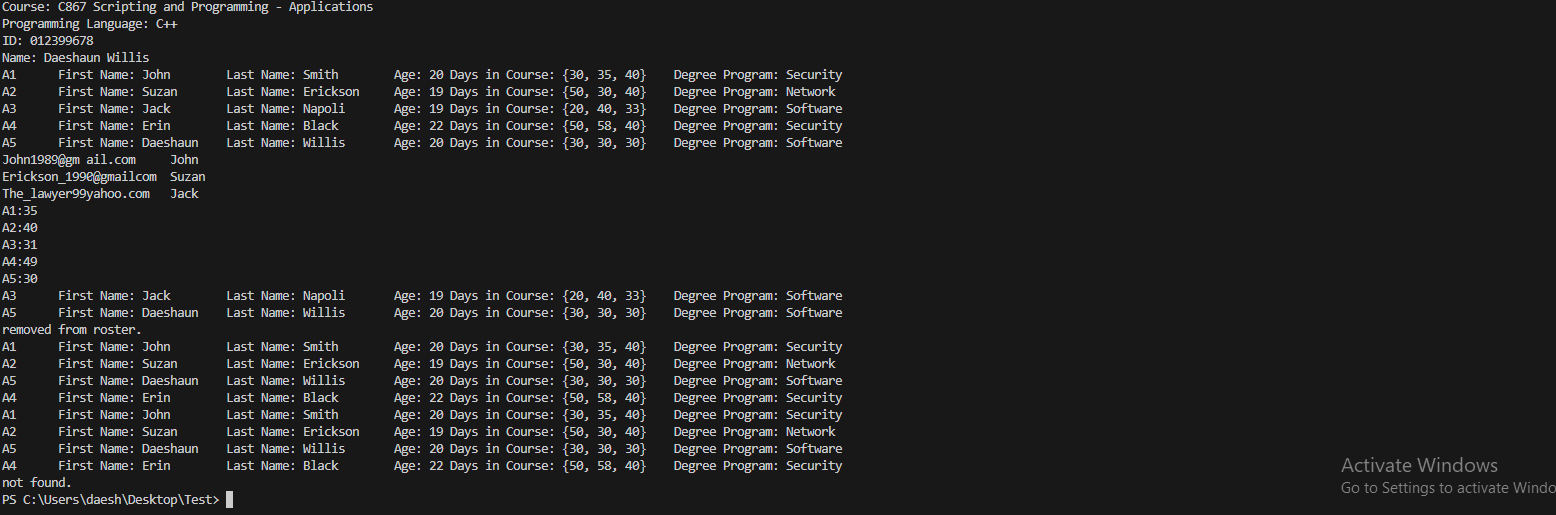 Course: C867 Scripting and Programming - Applications
Programming Language: C++
ID: 012399678
Name: Daeshaun Willis
A1      First Name: John        Last Name: Smith        Age: 20 Days in Course: {30, 35, 40}    Degree Program: Security
A2      First Name: Suzan       Last Name: Erickson     Age: 19 Days in Course: {50, 30, 40}    Degree Program: Network
A3      First Name: Jack        Last Name: Napoli       Age: 19 Days in Course: {20, 40, 33}    Degree Program: Software
A4      First Name: Erin        Last Name: Black        Age: 22 Days in Course: {50, 58, 40}    Degree Program: Security
A5      First Name: Daeshaun    Last Name: Willis       Age: 20 Days in Course: {30, 30, 30}    Degree Program: Software
John1989@gm ail.com     John
Erickson_1990@gmailcom  Suzan
The_lawyer99yahoo.com   Jack
A1:35
A2:40
A3:31
A4:49
A5:30
A3      First Name: Jack        Last Name: Napoli       Age: 19 Days in Course: {20, 40, 33}    Degree Program: Software
A5      First Name: Daeshaun    Last Name: Willis       Age: 20 Days in Course: {30, 30, 30}    Degree Program: Software
removed from roster.
A1      First Name: John        Last Name: Smith        Age: 20 Days in Course: {30, 35, 40}    Degree Program: Security
A2      First Name: Suzan       Last Name: Erickson     Age: 19 Days in Course: {50, 30, 40}    Degree Program: Network
A5      First Name: Daeshaun    Last Name: Willis       Age: 20 Days in Course: {30, 30, 30}    Degree Program: Software
A4      First Name: Erin        Last Name: Black        Age: 22 Days in Course: {50, 58, 40}    Degree Program: Security
A1      First Name: John        Last Name: Smith        Age: 20 Days in Course: {30, 35, 40}    Degree Program: Security
A2      First Name: Suzan       Last Name: Erickson     Age: 19 Days in Course: {50, 30, 40}    Degree Program: Network
A5      First Name: Daeshaun    Last Name: Willis       Age: 20 Days in Course: {30, 30, 30}    Degree Program: Software
A4      First Name: Erin        Last Name: Black        Age: 22 Days in Course: {50, 58, 40}    Degree Program: Security
not found.
PS C:\Users\daesh\Desktop\Test>
Activate Windows
Go to Settings to activate Windo